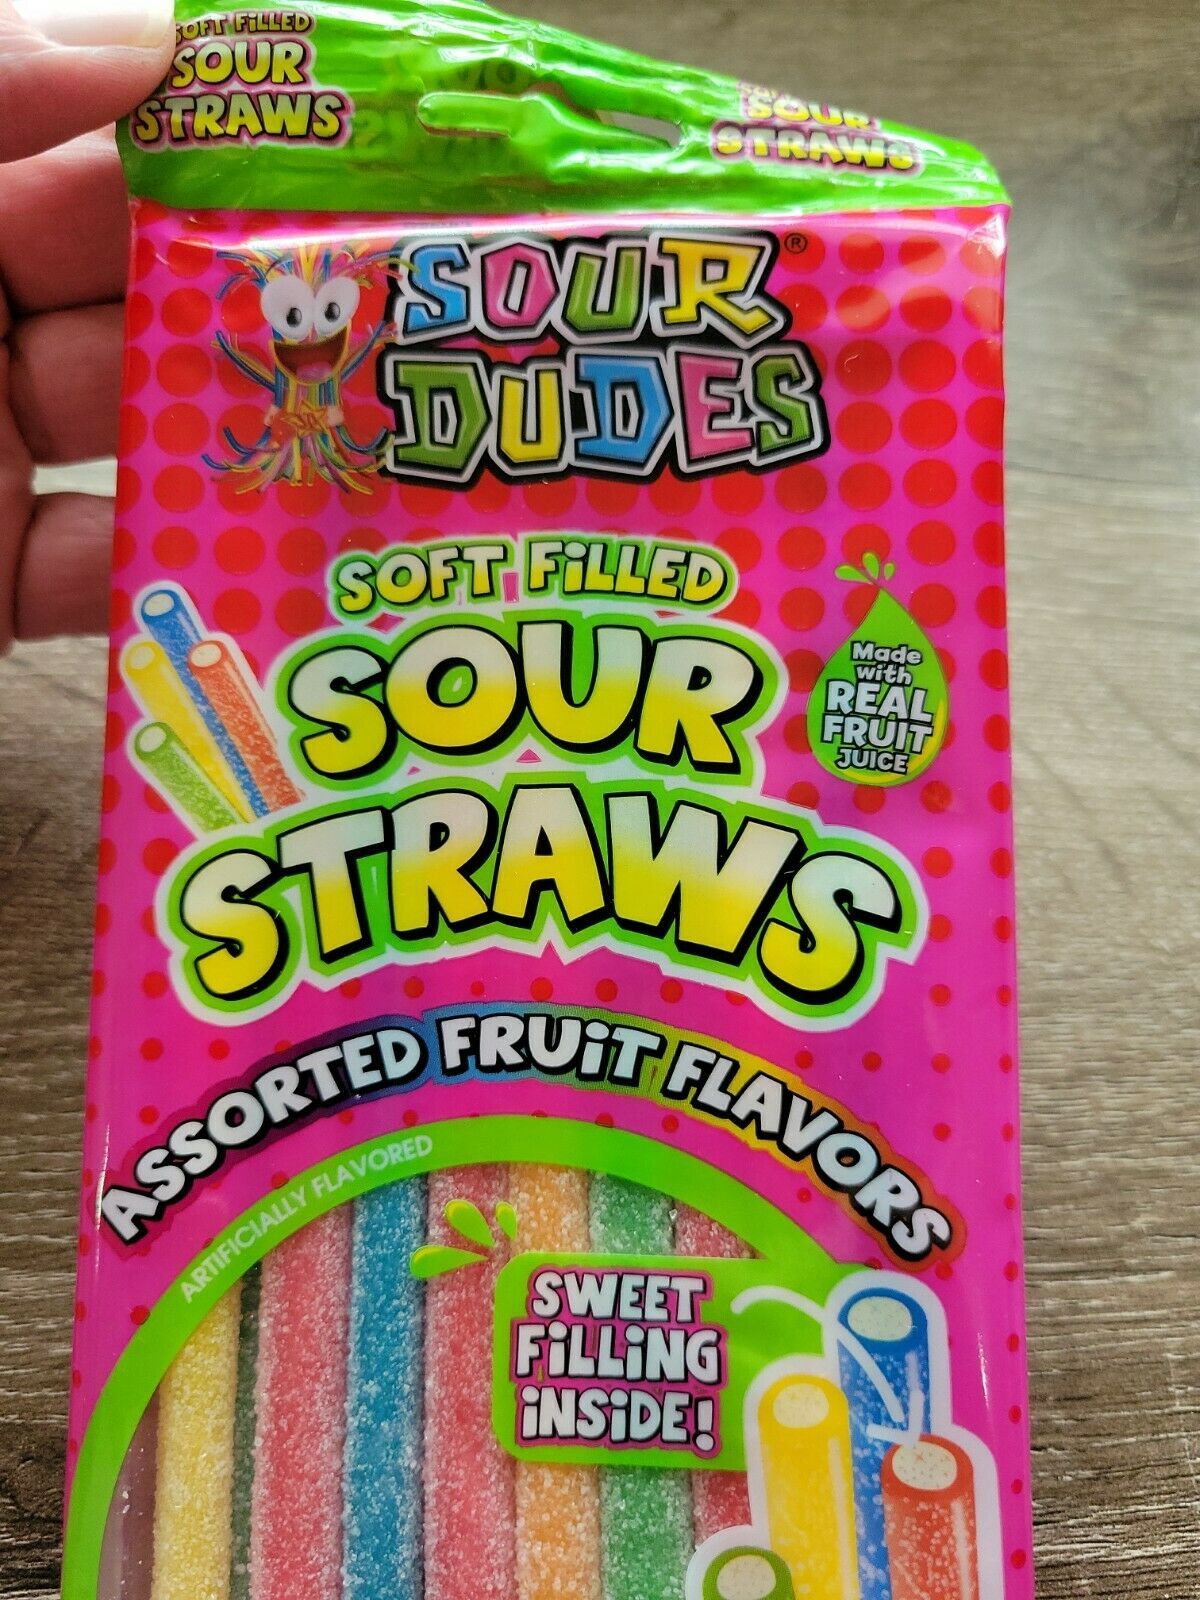 SOFT FiLLED
SOUR
STRAWS
SOUR
STRAWS
SOUR®
DUDES
SOFT FiLLED
SOUR
STRAWS
Made
with
REAL
FRUIT
JUICE
ASSORTED FRUiT FLAVORS
ARTIFICIALLY FLAVORED
SWEET
FiLLiNG
iNSiDE!